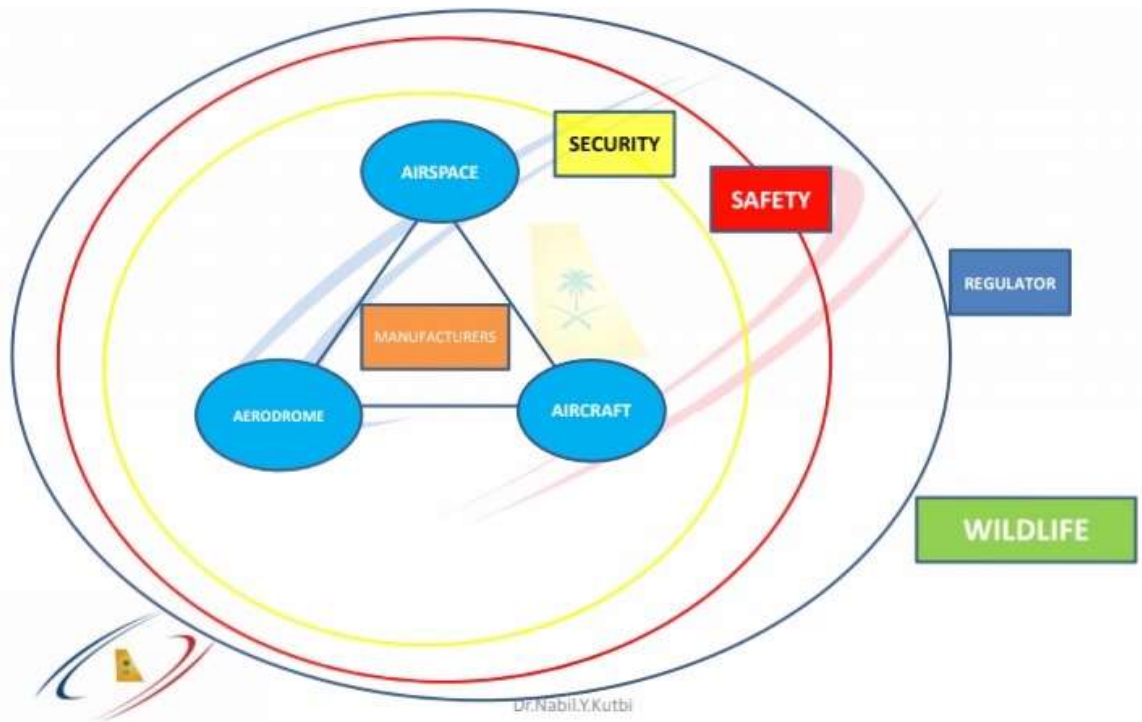 SECURITY
AIRSPACE
SAFETY
REGULATOR
MANUFACTURERS
AERODROME
AIRCRAFT
WILDLIFE
Dr.Nabil.Y.Kutbi